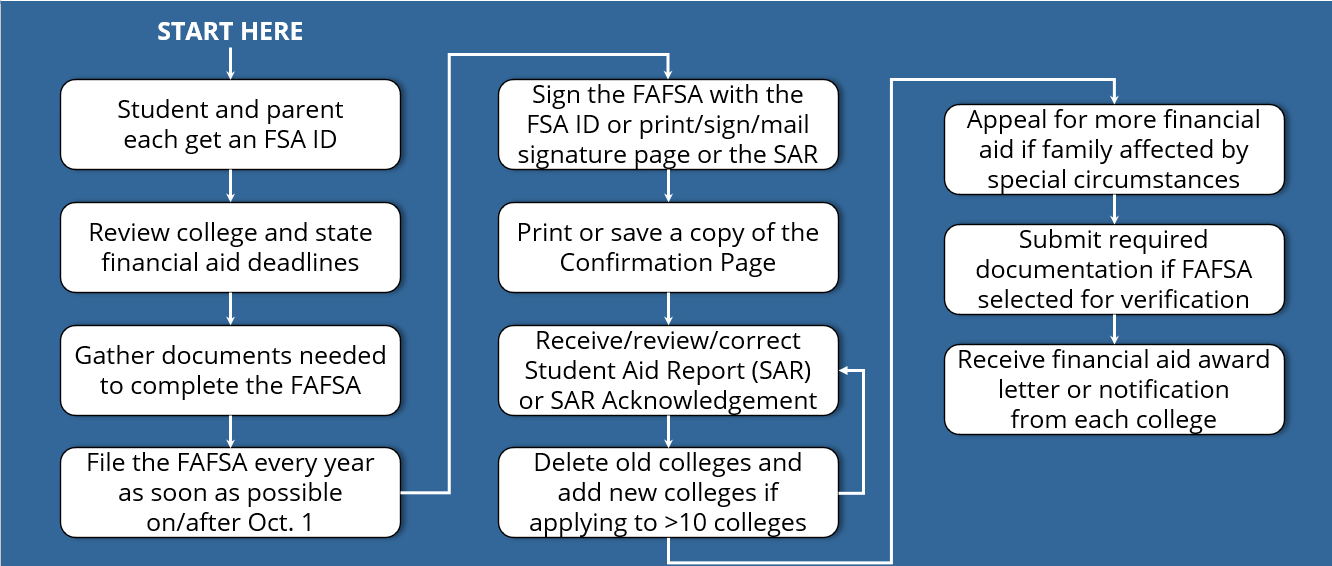 START HERE
Student and parent
each get an FSA ID
Review college and state
financial aid deadlines
Gather documents needed
to complete the FAFSA
File the FAFSA every year
as soon as possible
on/after Oct. 1
Sign the FAFSA with the
FSA ID or print/sign/mail
signature page or the SAR
Print or save a copy of the
Confirmation Page
Receive/review/correct
Student Aid Report (SAR)
or SAR Acknowledgement
Delete old colleges and
add new colleges if
applying to >10 colleges
Appeal for more financial
aid if family affected by
special circumstances
Submit required
documentation if FAFSA
selected for verification
Receive financial aid award
letter or notification
from each college